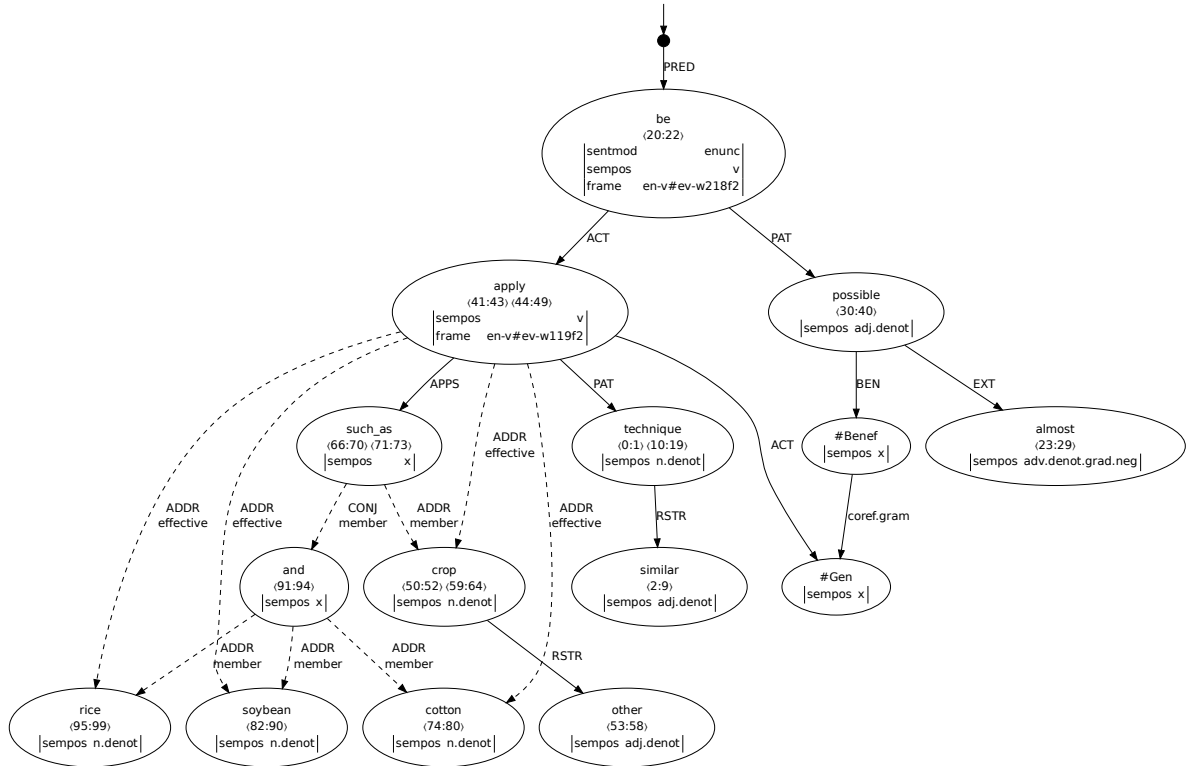 PRED
be
⟨20:22⟩
sentmod enunc
sempos v
frame en-v#ev-w218f2
ACT
PAT
apply
⟨41:43⟩ ⟨44:49⟩
sempos v
frame en-v#ev-w119f2
possible
⟨30:40⟩
sempos adj.denot
APPS
PAT
BEN
EXT
such_as
⟨66:70⟩ ⟨71:73⟩
sempos x
ADDR
effective
technique
⟨0:1⟩ ⟨10:19⟩
sempos n.denot
ACT
#Benef
sempos x
almost
⟨23:29⟩
sempos adv.denot.grad.neg
ADDR
effective
ADDR
effective
CONJ
member
ADDR
member
ADDR
effective
RSTR
coref.gram
and
⟨91:94⟩
sempos x
crop
⟨50:52⟩ ⟨59:64⟩
sempos n.denot
similar
⟨2:9⟩
sempos adj.denot
#Gen
sempos x
ADDR
member
ADDR
member
ADDR
member
RSTR
rice
⟨95:99⟩
sempos n.denot
soybean
⟨82:90⟩
sempos n.denot
cotton
⟨74:80⟩
sempos n.denot
other
⟨53:58⟩
sempos adj.denot